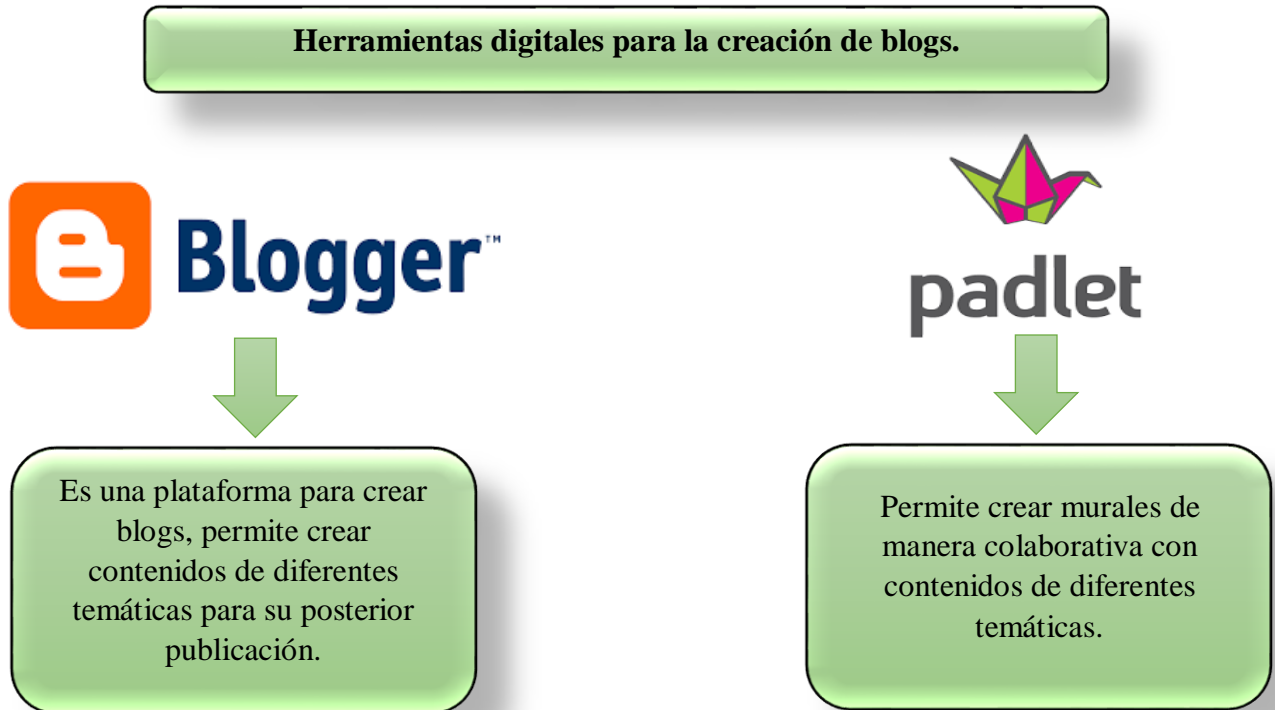 Herramientas digitales para la creación de blogs.
Blogger™
padlet
Es una plataforma para crear
blogs, permite crear
contenidos de diferentes
temáticas para su posterior
publicación.
Permite crear murales de
manera colaborativa con
contenidos de diferentes
temáticas.